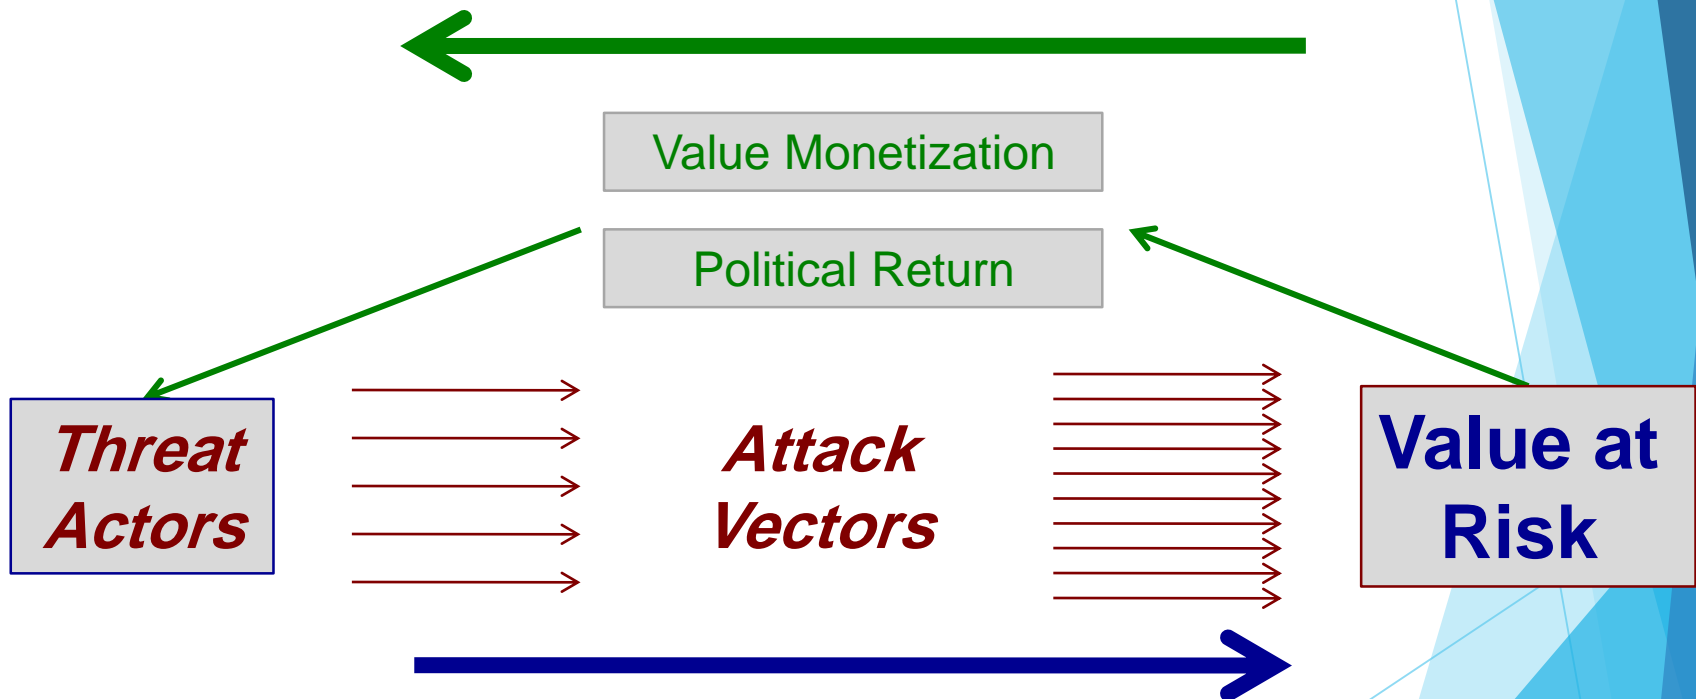 Value Monetization
Political Return
Threat
Actors
Attack
Vectors
Value at
Risk